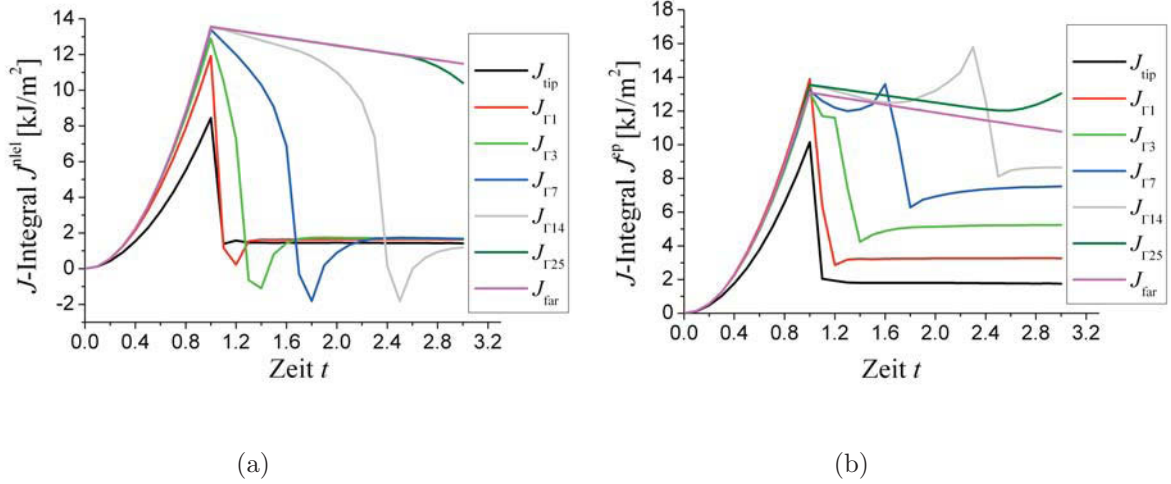 J-Integral J^nlel [kJ/m²]
14
12
10
8
6
4
2
0
-2
0.0 0.4 0.8 1.2 1.6 2.0 2.4 2.8 3.2
Zeit t
J_tip
J_Γ1
J_Γ3
J_Γ7
J_Γ14
J_Γ25
J_far
(a)
J-Integral J^ep [kJ/m²]
18
16
14
12
10
8
6
4
2
0
0.0 0.4 0.8 1.2 1.6 2.0 2.4 2.8 3.2
Zeit t
J_tip
J_Γ1
J_Γ3
J_Γ7
J_Γ14
J_Γ25
J_far
(b)